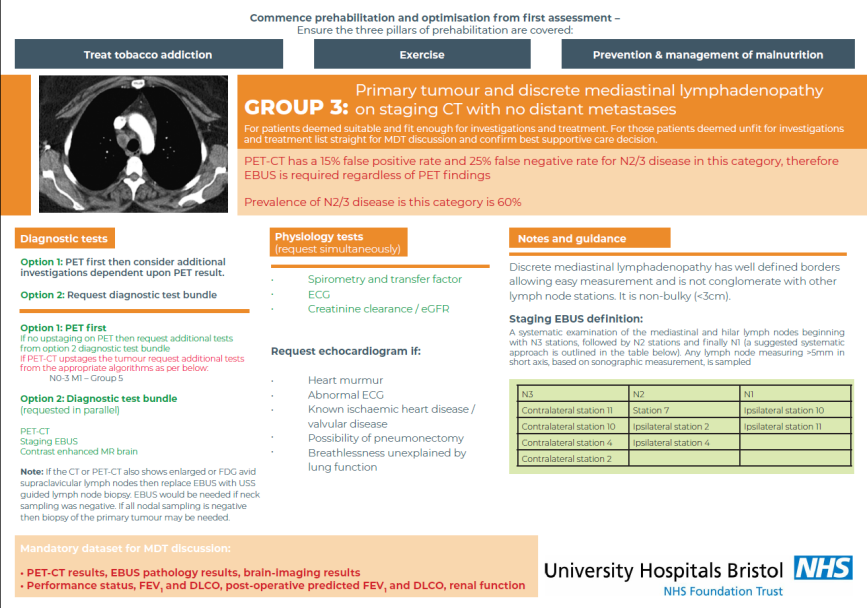 Commence prehabilitation and optimisation from first assessment –
Ensure the three pillars of prehabilitation are covered:
Treat tobacco addiction
Exercise
Prevention & management of malnutrition
GROUP 3: Primary tumour and discrete mediastinal lymphadenopathy
on staging CT with no distant metastases
For patients deemed suitable and fit enough for investigations and treatment. For those patients deemed unfit for investigations
and treatment list straight for MDT discussion and confirm best supportive care decision.
PET-CT has a 15% false positive rate and 25% false negative rate for N2/3 disease in this category, therefore
EBUS is required regardless of PET findings
Prevalence of N2/3 disease is this category is 60%
Diagnostic tests
Option 1: PET first then consider additional
investigations dependent upon PET result.
Option 2: Request diagnostic test bundle
Option 1: PET first
If no upstaging on PET then request additional tests
from option 2 diagnostic test bundle
If PET-CT upstages the tumour request additional tests
from the appropriate algorithms as per below:
N0-3 M1 – Group 5
Option 2: Diagnostic test bundle
(requested in parallel)
PET-CT
Staging EBUS
Contrast enhanced MR brain
Note: If the CT or PET-CT also shows enlarged or FDG avid
supraclavicular lymph nodes then replace EBUS with USS
guided lymph node biopsy. EBUS would be needed if neck
sampling was negative. If all nodal sampling is negative
then biopsy of the primary tumour may be needed.
Physiology tests
(request simultaneously)
· Spirometry and transfer factor
· ECG
· Creatinine clearance / eGFR
Request echocardiogram if:
· Heart murmur
· Abnormal ECG
· Known ischaemic heart disease /
valvular disease
· Possibility of pneumonectomy
· Breathlessness unexplained by
lung function
Notes and guidance
Discrete mediastinal lymphadenopathy has well defined borders
allowing easy measurement and is not conglomerate with other
lymph node stations. It is non-bulky (<3cm).
Staging EBUS definition:
A systematic examination of the mediastinal and hilar lymph nodes beginning
with N3 stations, followed by N2 stations and finally N1 (a suggested systematic
approach is outlined in the table below). Any lymph node measuring >5mm in
short axis, based on sonographic measurement, is sampled
N3 N2 N1
Contralateral station 11 Station 7 Ipsilateral station 10
Contralateral station 10 Ipsilateral station 2 Ipsilateral station 11
Contralateral station 4 Ipsilateral station 4
Contralateral station 2
Mandatory dataset for MDT discussion:
• PET-CT results, EBUS pathology results, brain-imaging results
• Performance status, FEV1 and DLCO, post-operative predicted FEV1 and DLCO, renal function
University Hospitals Bristol NHS
NHS Foundation Trust